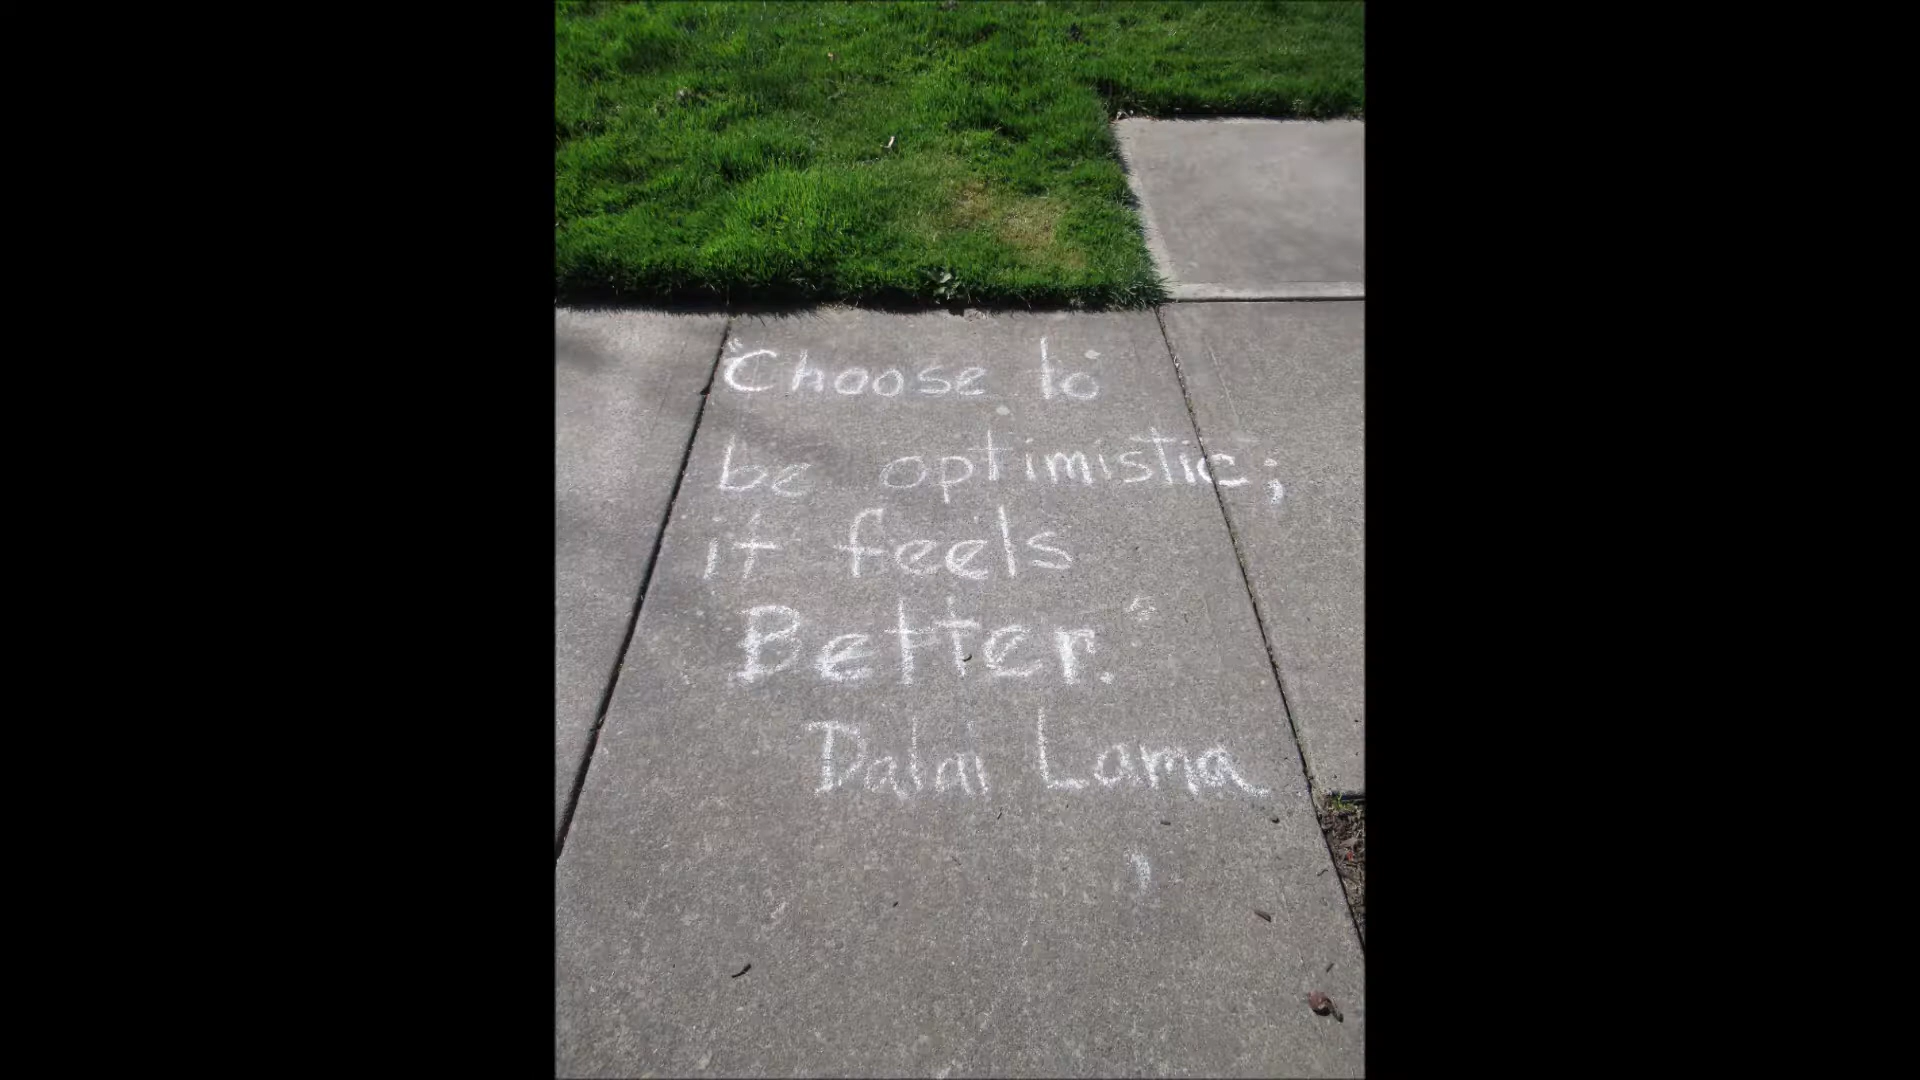 "Choose to
be optimistic;
it feels
Better."
Dalai Lama